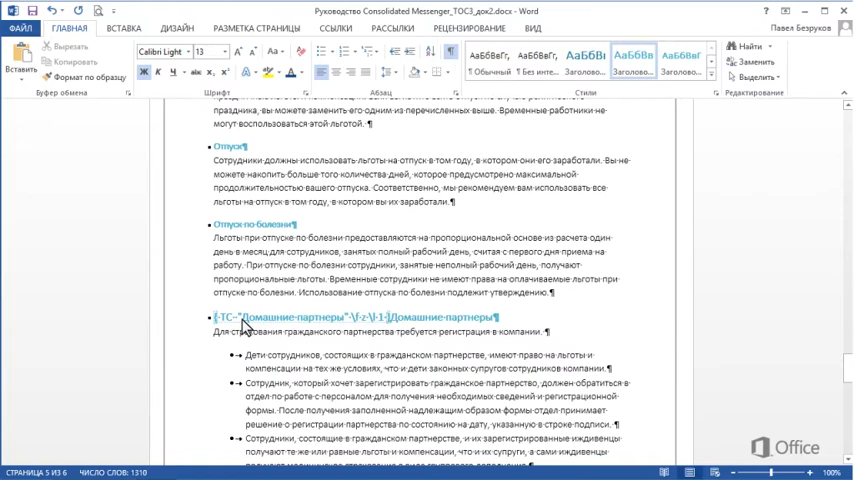 Руководство Consolidated Messenger_TOC3_док2.docx - Word
ФАЙЛ ГЛАВНАЯ ВСТАВКА ДИЗАЙН РАЗМЕТКА СТРАНИЦЫ ССЫЛКИ РАССЫЛКИ РЕЦЕНЗИРОВАНИЕ ВИД Павел Безруков
Вставить
Вырезать
Копировать
Формат по образцу
Calibri Light 13
Ж К Ч
АаБбВвГг, АаБбВвГг, АаБбВı АаБбВв АаБбВвГ
¶ Обычный ¶ Без инте... Заголово... Заголово... Заголово...
Найти
Заменить
Выделить
Буфер обмена Шрифт Абзац Стили Редактирование
праздника, вы можете заменить его одним из перечисленных выше. Временные работники не
могут воспользоваться этой льготой. ¶
Отпуск¶
Сотрудники должны использовать льготы на отпуск в том году, в котором они его заработали. Вы не
можете накопить больше того количества дней, которое предусмотрено максимальной
продолжительностью вашего отпуска. Соответственно, мы рекомендуем вам использовать все
льготы на отпуск в том году, в котором вы их заработали.¶
Отпуск по болезни¶
Льготы при отпуске по болезни предоставляются на пропорциональной основе из расчета один
день в месяц для сотрудников, занятых полный рабочий день, считая с первого дня приема на
работу. При отпуске по болезни сотрудники, занятые неполный рабочий день, получают
пропорциональные льготы. Временные сотрудники не имеют права на оплачиваемые льготы при
отпуске по болезни. Использование отпуска по болезни подлежит утверждению.¶
{·TC·"Домашние партнеры"·\f·z·\l·1·}Домашние партнеры¶
Для страхования гражданского партнерства требуется регистрация в компании. ¶
Дети сотрудников, состоящих в гражданском партнерстве, имеют право на льготы и
компенсации на тех же условиях, что и дети законных супругов сотрудников компании.¶
Сотрудник, который хочет зарегистрировать гражданское партнерство, должен обратиться в
отдел по работе с персоналом для получения необходимых сведений и регистрационной
формы. После получения заполненной надлежащим образом формы отдел принимает
решение о регистрации партнерства по состоянию на дату, указанную в строке подписи.¶
Сотрудники, состоящие в гражданском партнерстве, и их зарегистрированные иждивенцы
получают те же или равные льготы и компенсации, что и их супруги, а сами иждивенцы
Office
СТРАНИЦА 5 ИЗ 6 ЧИСЛО СЛОВ: 1310 100 %